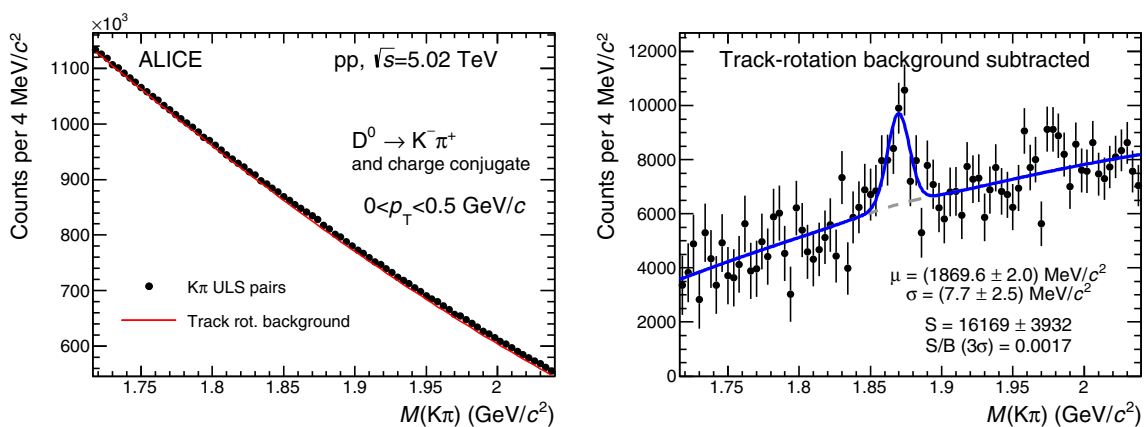 ×10³
Counts per 4 MeV/c²
1100
1000
900
800
700
600
ALICE
pp, √s=5.02 TeV
D⁰ → K⁻π⁺
and charge conjugate
0<p_T<0.5 GeV/c
Kπ ULS pairs
Track rot. background
1.75 1.8 1.85 1.9 1.95 2
M(Kπ) (GeV/c²)
Counts per 4 MeV/c²
12000
10000
8000
6000
4000
2000
0
Track-rotation background subtracted
μ = (1869.6 ± 2.0) MeV/c²
σ = (7.7 ± 2.5) MeV/c²
S = 16169 ± 3932
S/B (3σ) = 0.0017
1.75 1.8 1.85 1.9 1.95 2
M(Kπ) (GeV/c²)